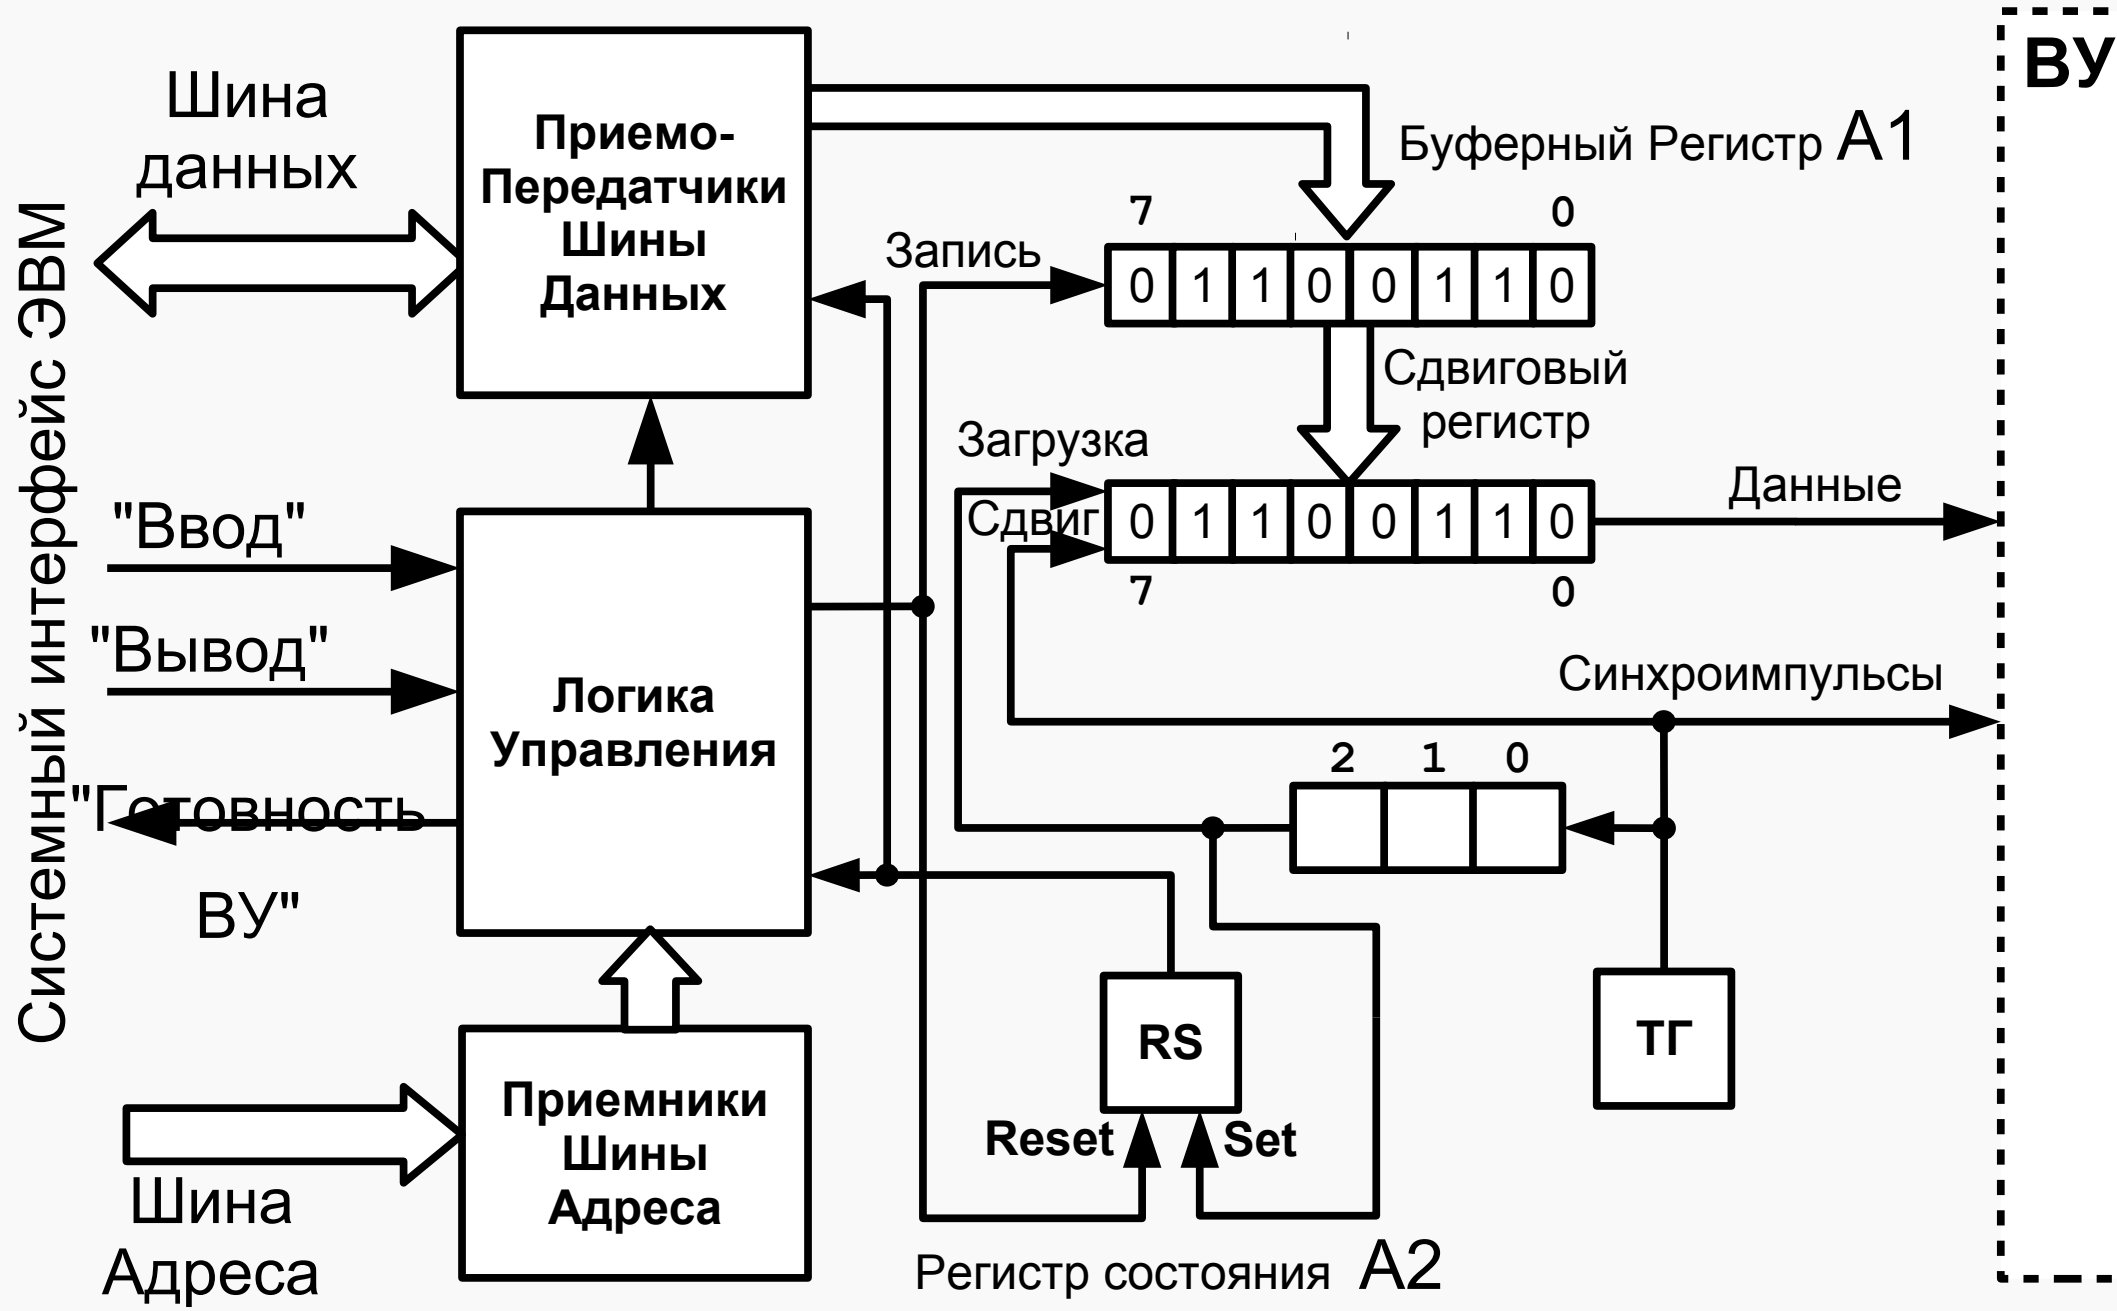 Системный интерфейс ЭВМ
Шина
данных
"Ввод"
"Вывод"
"Готовность
ВУ"
Шина
Адреса
Приемо-
Передатчики
Шины
Данных
Логика
Управления
Приемники
Шины
Адреса
Буферный Регистр А1
7 0
Запись
0 1 1 0 0 1 1 0
Сдвиговый
регистр
Загрузка
Сдвиг
0 1 1 0 0 1 1 0
7 0
Данные
Синхроимпульсы
2 1 0
RS
ТГ
Reset
Set
Регистр состояния А2
ВУ